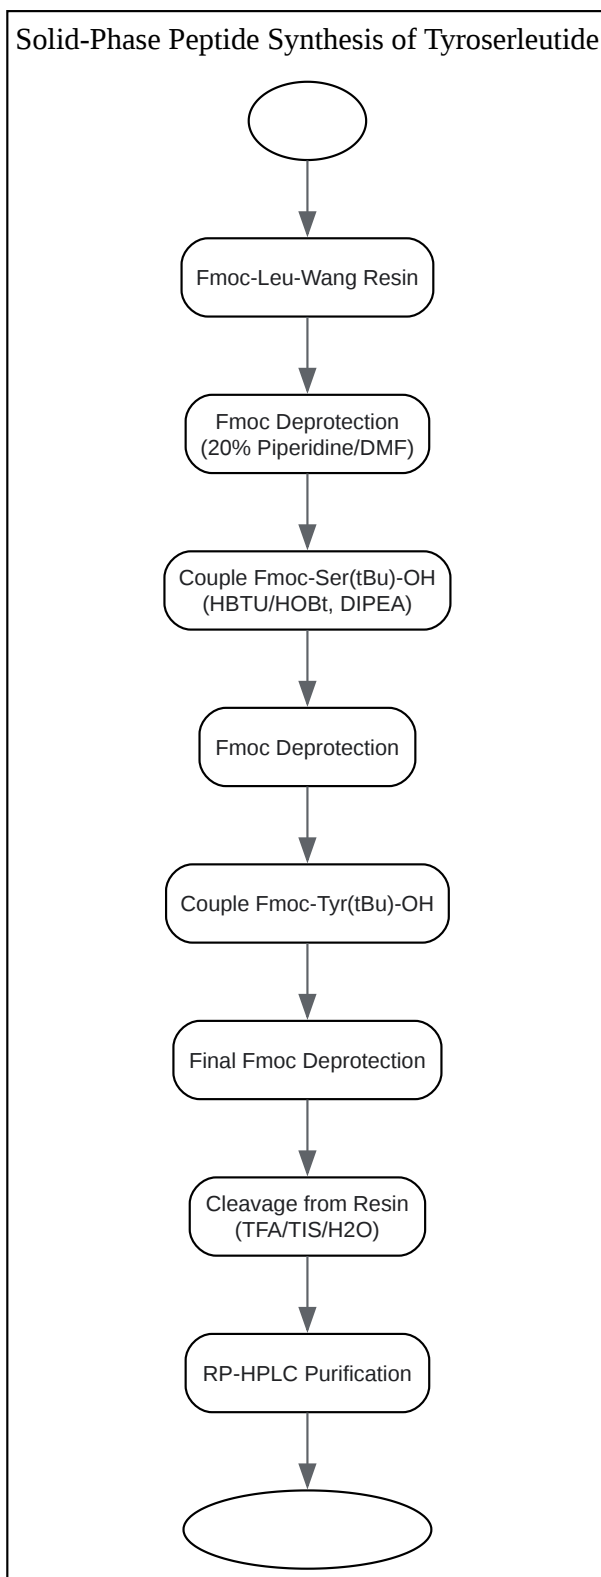 Solid-Phase Peptide Synthesis of Tyroserleutide
Fmoc-Leu-Wang Resin
Fmoc Deprotection
(20% Piperidine/DMF)
Couple Fmoc-Ser(tBu)-OH
(HBTU/HOBt, DIPEA)
Fmoc Deprotection
Couple Fmoc-Tyr(tBu)-OH
Final Fmoc Deprotection
Cleavage from Resin
(TFA/TIS/H2O)
RP-HPLC Purification